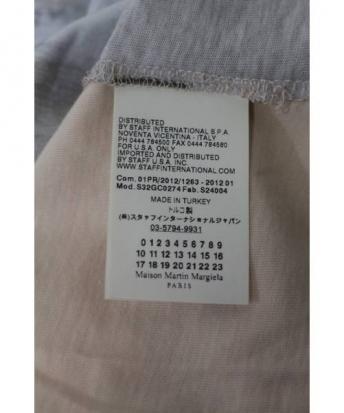 DISTRIBUTED
BY STAFF INTERNATIONAL S.P.A.
NOVENTA VICENTINA - ITALY
PH 0444 784500 FAX 0444 784580
FOR U.S.A. ONLY
IMPORTED AND DISTRIBUTED
BY STAFF U.S.A. INC.
WWW.STAFFINTERNATIONAL.COM
Com. 01PR/2012/1263 - 2012 01
Mod. S32GC0274 Fab. S24004
MADE IN TURKEY
トルコ製
(株)スタッフインターナショナルジャパン
03-5794-9931
0 1 2 3 4 5 6 7 8 9
10 11 12 13 14 15 16
17 18 19 20 21 22 23
Maison Martin Margiela
PARIS